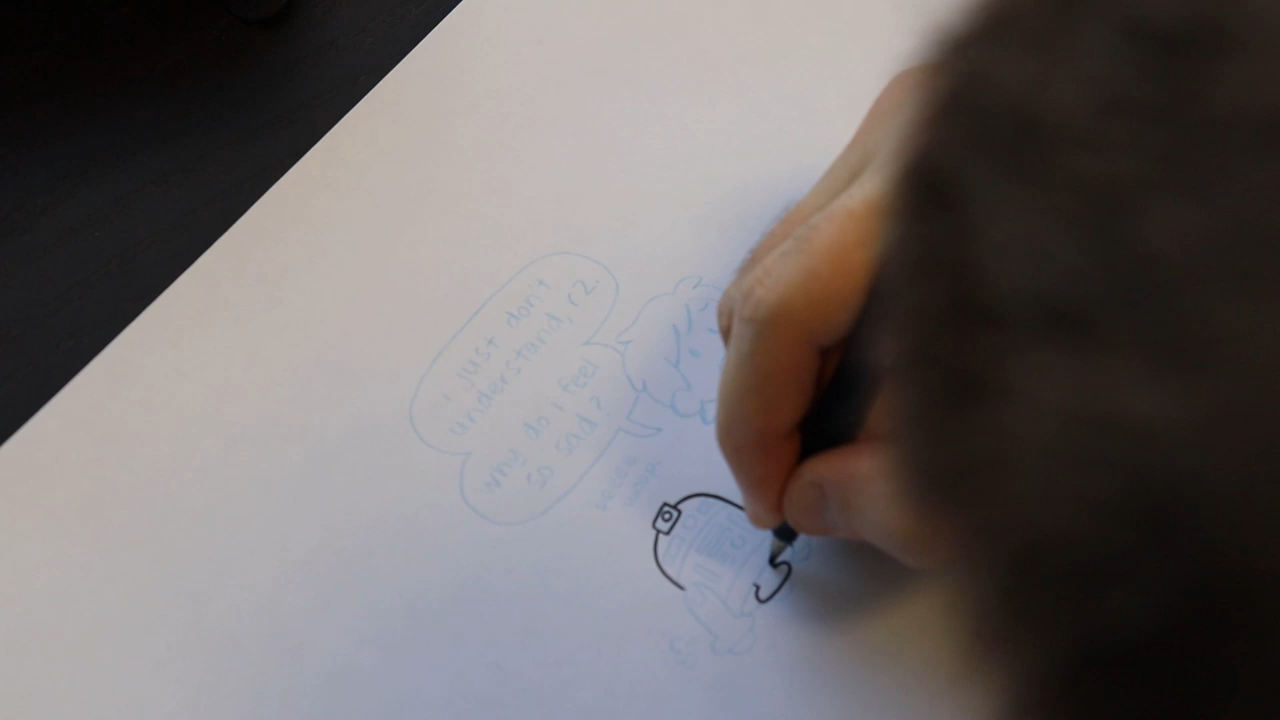 i just don't
understand, r2.
why do i feel
so sad?